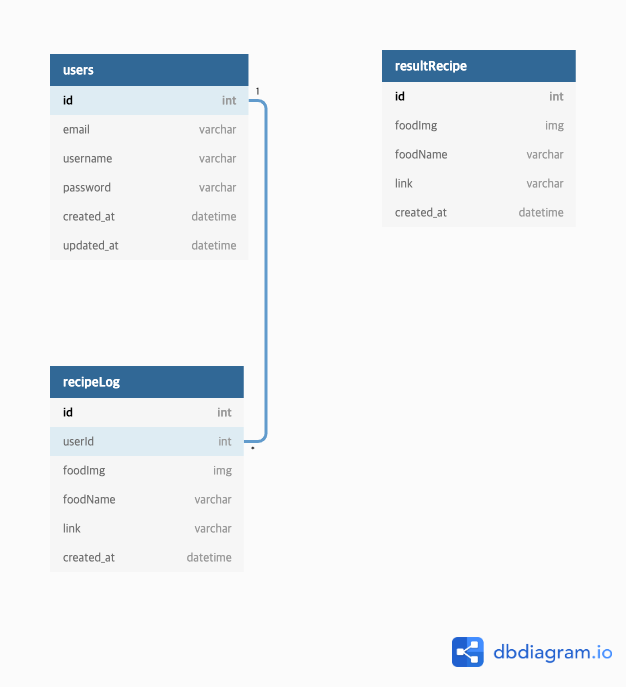 users
id int
email varchar
username varchar
password varchar
created_at datetime
updated_at datetime
1
resultRecipe
id int
foodImg img
foodName varchar
link varchar
created_at datetime
recipeLog
id int
userId int
*
foodImg img
foodName varchar
link varchar
created_at datetime
dbdiagram.io